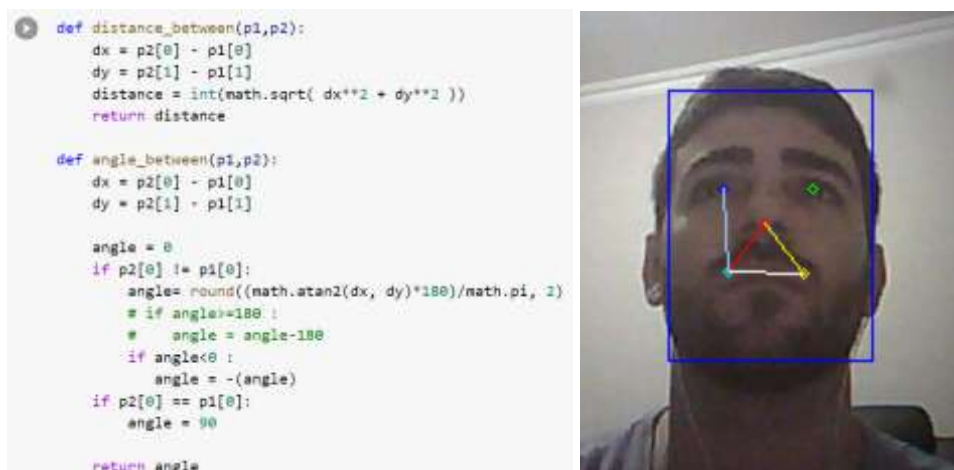 def distance_between(p1,p2):
dx = p2[0] - p1[0]
dy = p2[1] - p1[1]
distance = int(math.sqrt( dx**2 + dy**2 ))
return distance
def angle_between(p1,p2):
dx = p2[0] - p1[0]
dy = p2[1] - p1[1]
angle = 0
if p2[0] != p1[0]:
angle= round((math.atan2(dx, dy)*180)/math.pi, 2)
# if angle>=180 :
#    angle = angle-180
if angle<0 :
angle = -(angle)
if p2[0] == p1[0]:
angle = 90
return angle